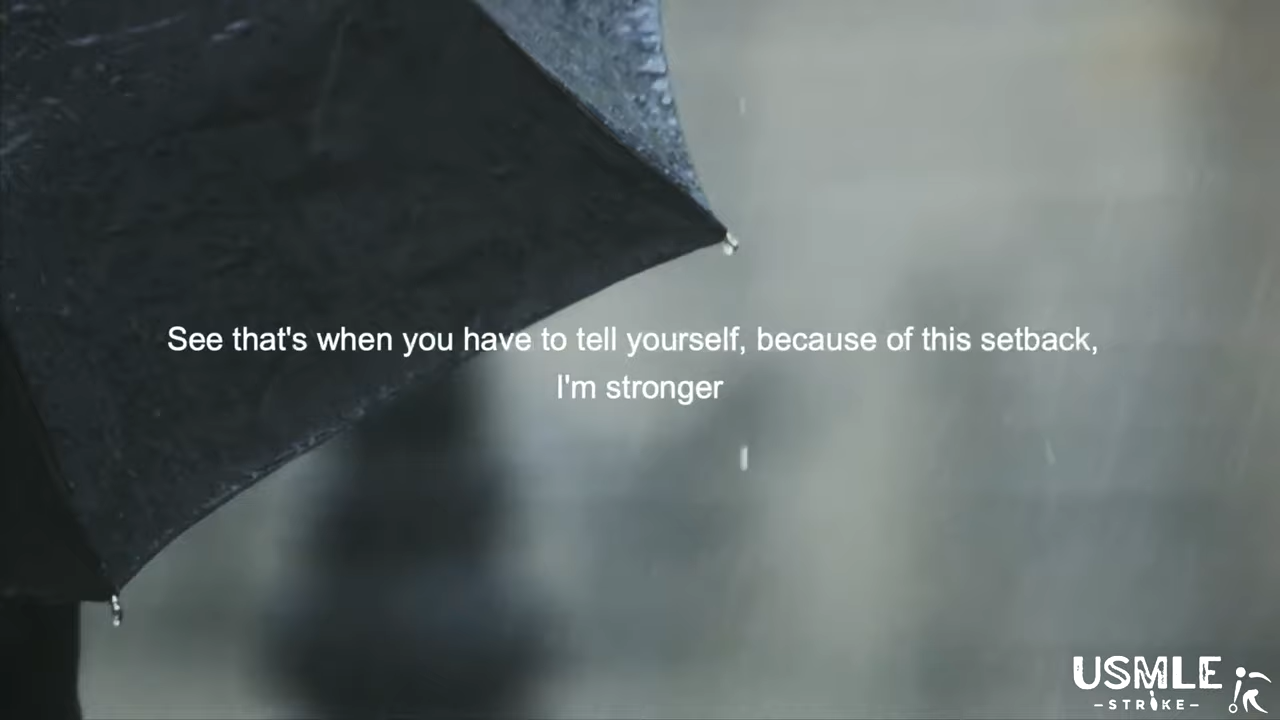 See that's when you have to tell yourself, because of this setback,
I'm stronger
USMLE
-STRIKE-